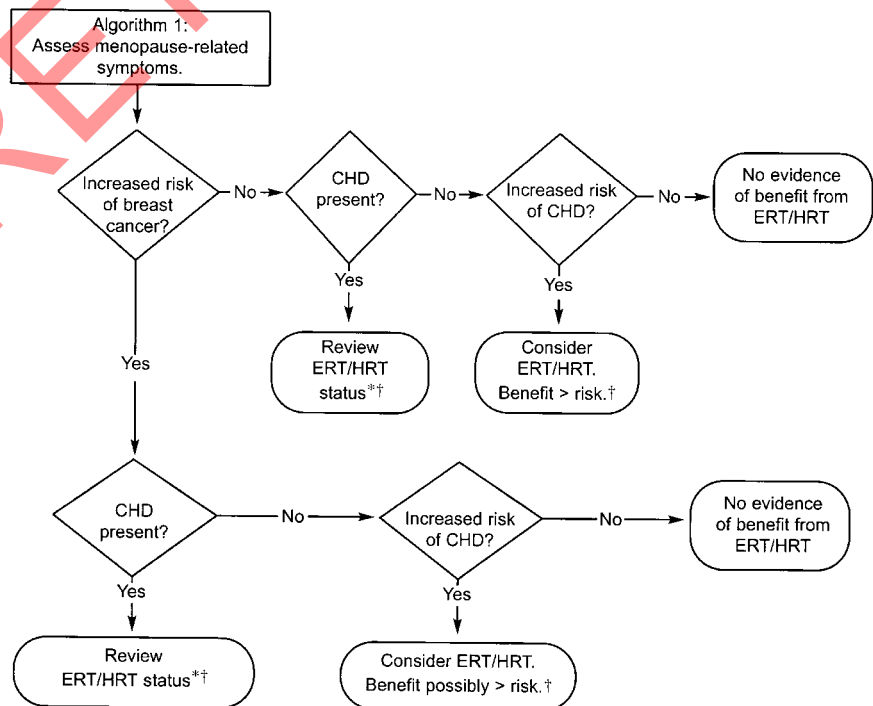 Algorithm 1:
Assess menopause-related
symptoms.
Increased risk
of breast
cancer?
No
CHD
present?
No
Increased risk
of CHD?
No
No evidence
of benefit from
ERT/HRT
Yes
Review
ERT/HRT
status*†
Yes
Consider
ERT/HRT.
Benefit > risk.†
Yes
CHD
present?
No
Increased risk
of CHD?
No
No evidence
of benefit from
ERT/HRT
Yes
Review
ERT/HRT status*†
Yes
Consider ERT/HRT.
Benefit possibly > risk.†